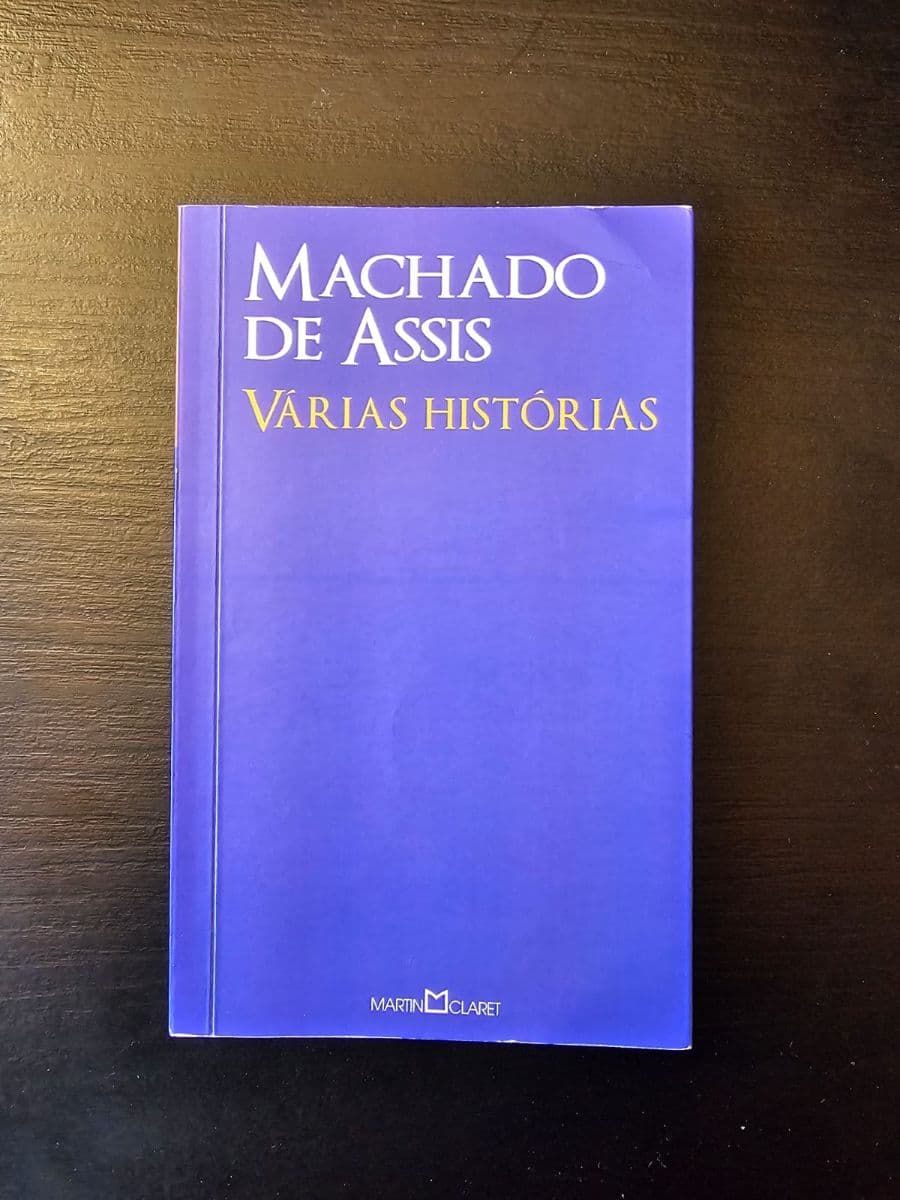 MACHADO
DE ASSIS
VÁRIAS HISTÓRIAS
MARTIN CLARET